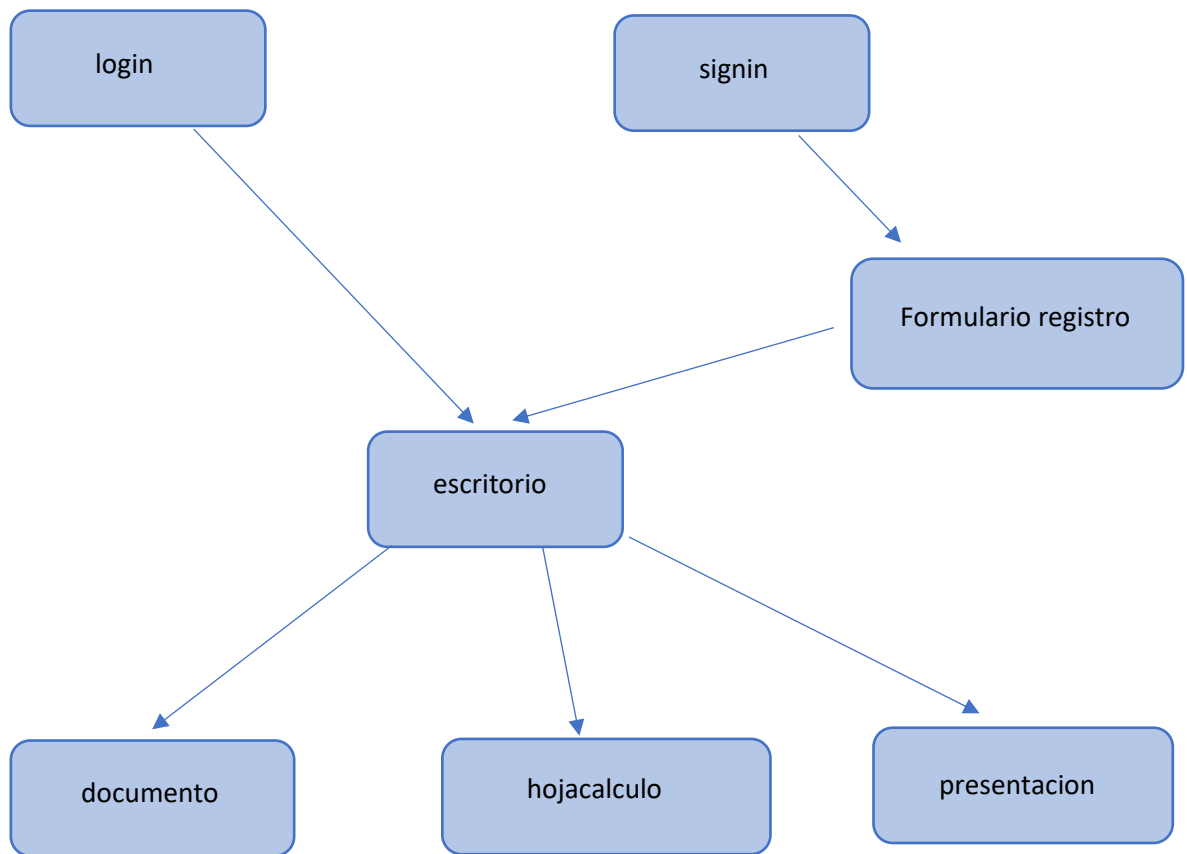 login
signin
Formulario registro
escritorio
documento
hojacalculo
presentacion